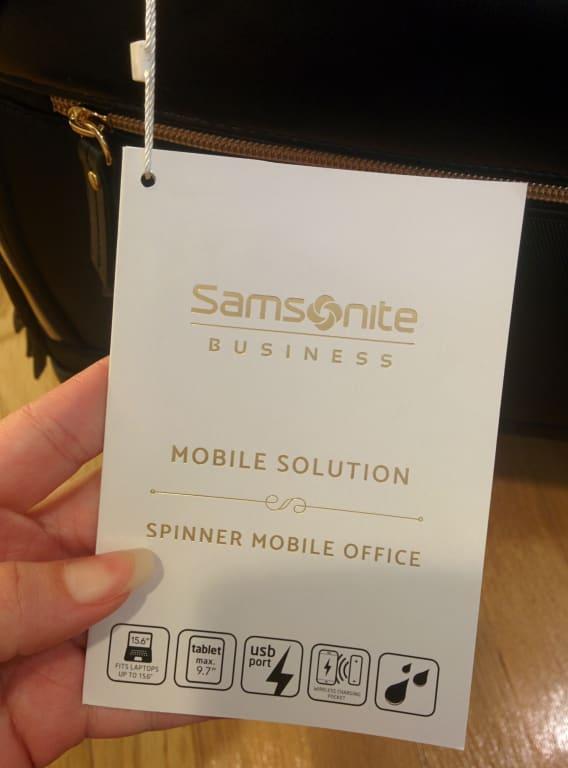 Samsonite
BUSINESS
MOBILE SOLUTION
SPINNER MOBILE OFFICE
15.6"
FITS LAPTOPS
UP TO 15.6"
tablet
max.
9.7"
usb
port
WIRELESS CHARGING
POCKET